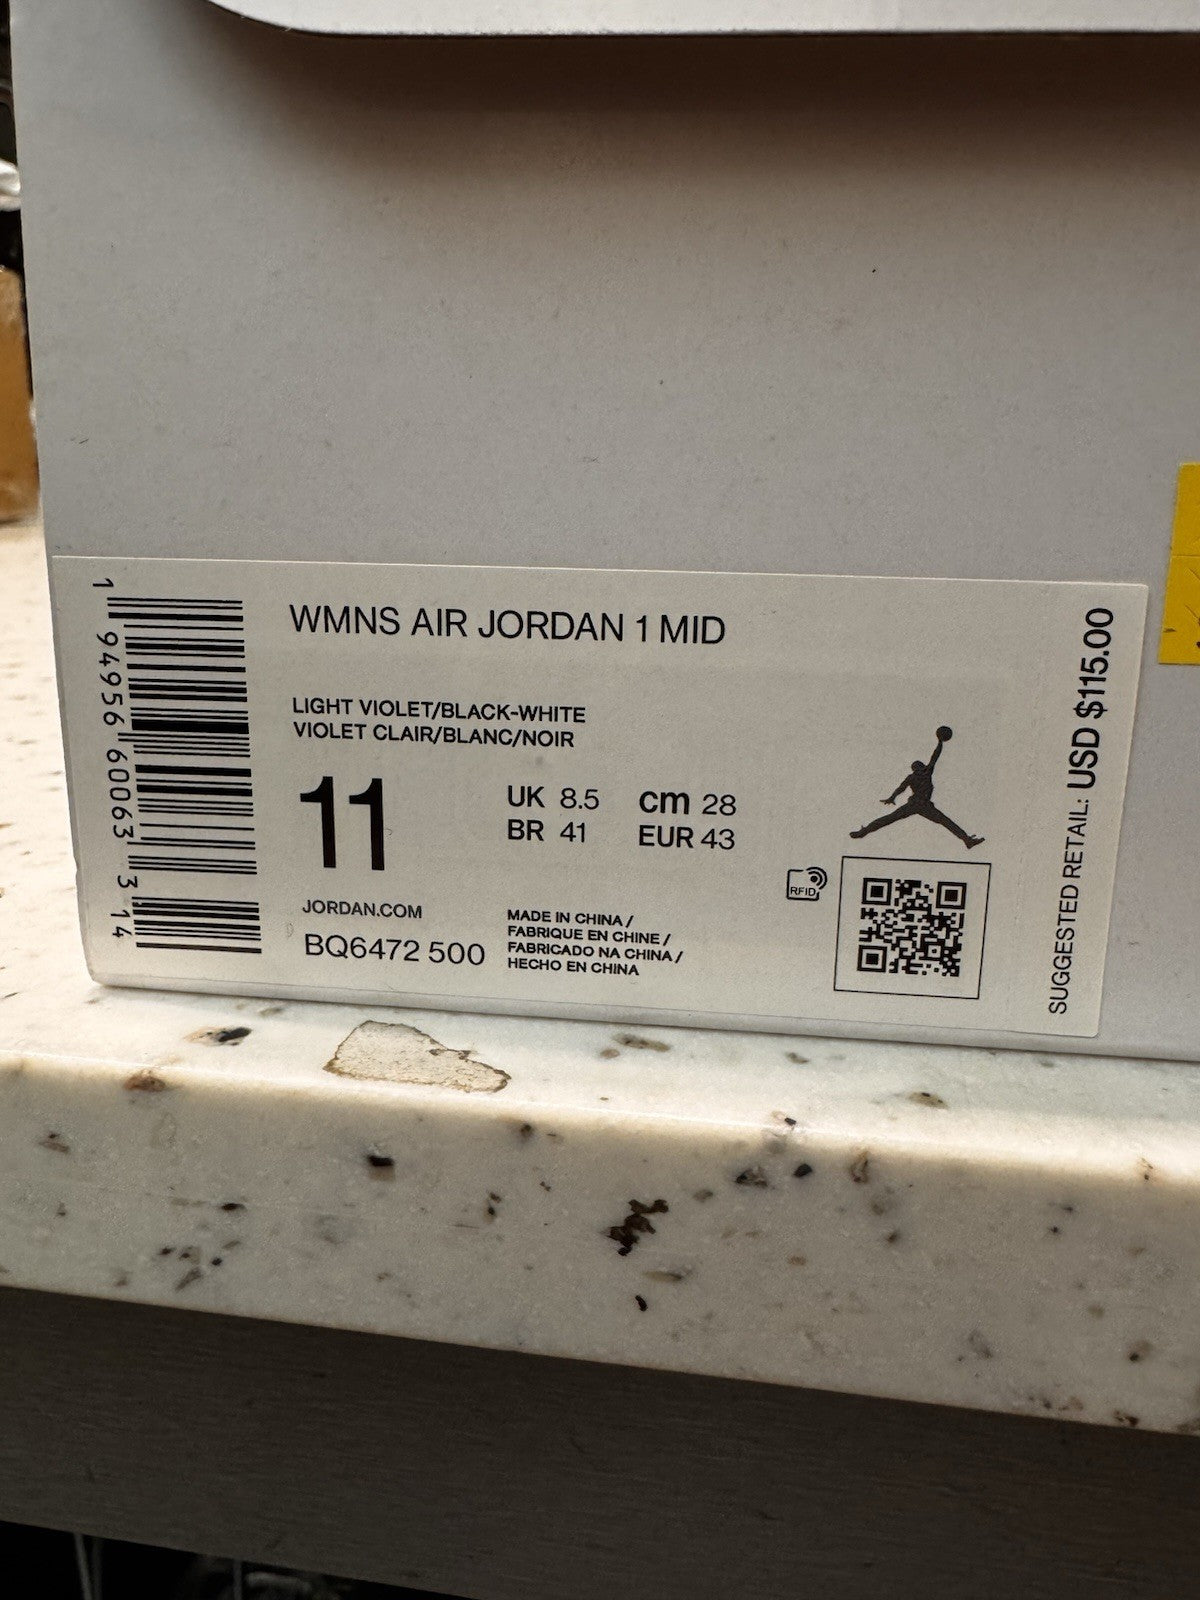 WMNS AIR JORDAN 1 MID
LIGHT VIOLET/BLACK-WHITE
VIOLET CLAIR/BLANC/NOIR
11
UK 8.5 cm 28
BR 41 EUR 43
JORDAN.COM
BQ6472 500
MADE IN CHINA /
FABRIQUE EN CHINE /
FABRICADO NA CHINA /
HECHO EN CHINA
RFID
SUGGESTED RETAIL: USD $115.00
1 94956 60063 3 14